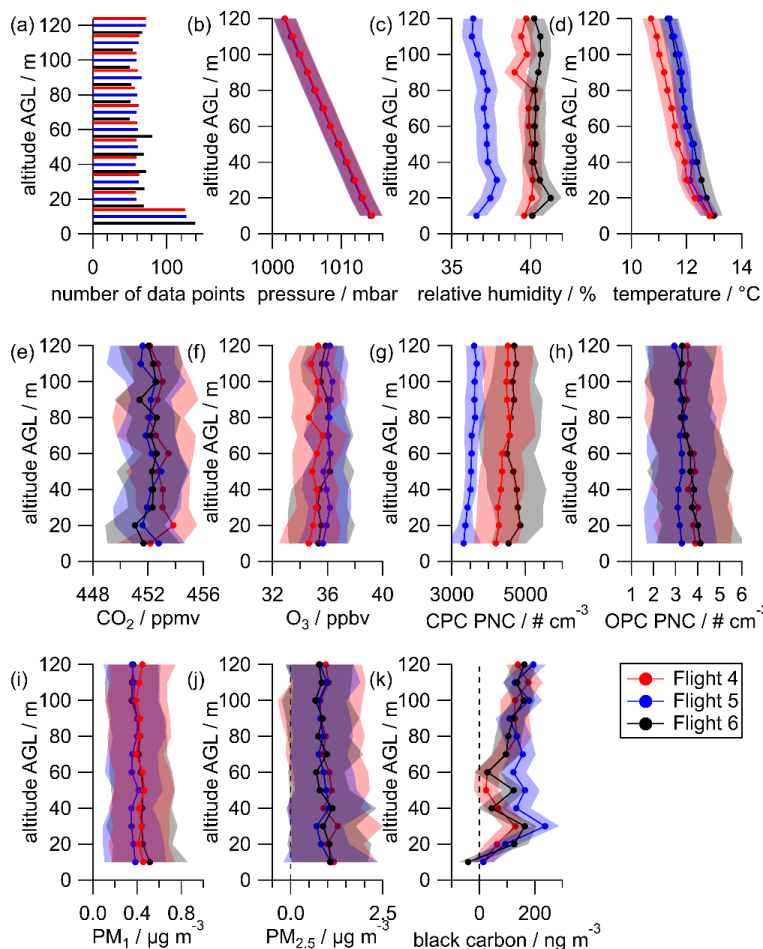 (a) (b) (c) (d)
altitude AGL / m altitude AGL / m altitude AGL / m altitude AGL / m
120 120 120 120
100 100 100 100
80 80 80 80
60 60 60 60
40 40 40 40
20 20 20 20
0 0 0 0
0 100 1000 1010 35 40 10 12 14
number of data points pressure / mbar relative humidity / % temperature / °C
(e) (f) (g) (h)
altitude AGL / m altitude AGL / m altitude AGL / m altitude AGL / m
120 120 120 120
100 100 100 100
80 80 80 80
60 60 60 60
40 40 40 40
20 20 20 20
0 0 0 0
448 452 456 32 36 40 3000 5000 1 2 3 4 5 6
CO₂ / ppmv O₃ / ppbv CPC PNC / # cm⁻³ OPC PNC / # cm⁻³
(i) (j) (k)
altitude AGL / m altitude AGL / m altitude AGL / m
120 120 120
100 100 100
80 80 80
60 60 60
40 40 40
20 20 20
0 0 0
0.0 0.4 0.8 0.0 2.5 0 200
PM₁ / µg m⁻³ PM₂.₅ / µg m⁻³ black carbon / ng m⁻³
Flight 4
Flight 5
Flight 6